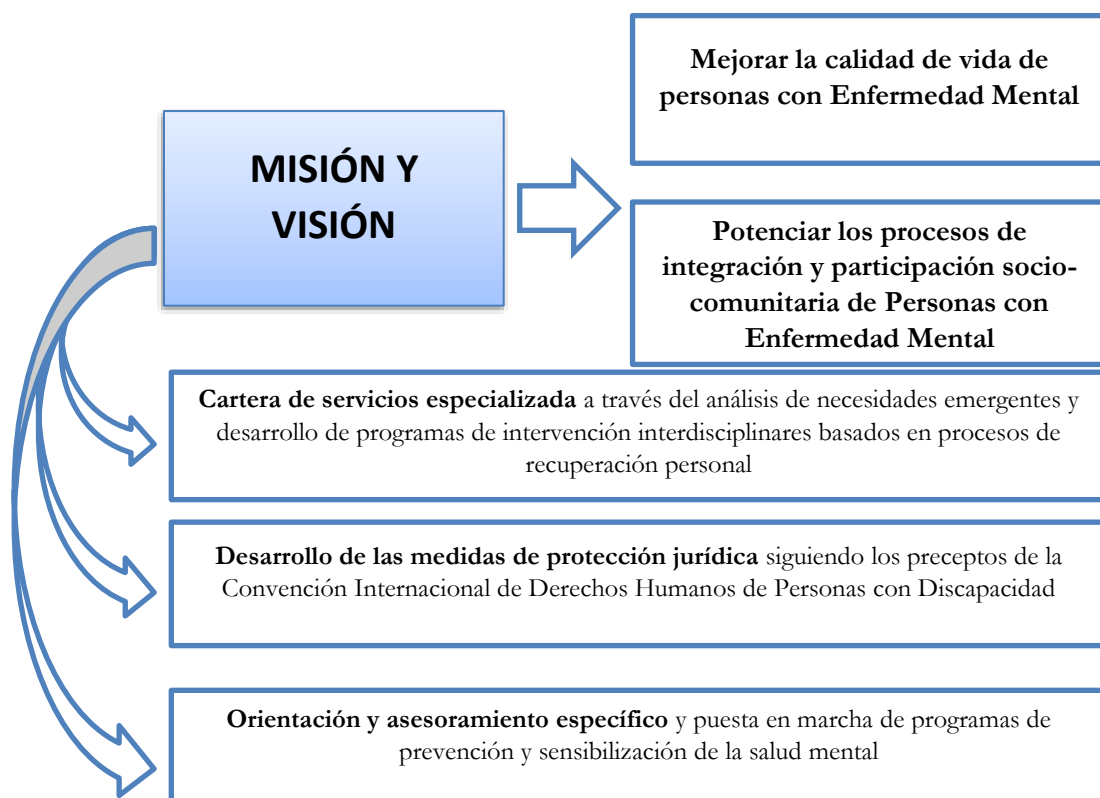 Mejorar la calidad de vida de
personas con Enfermedad Mental
MISIÓN Y
VISIÓN
Potenciar los procesos de
integración y participación socio-
comunitaria de Personas con
Enfermedad Mental
Cartera de servicios especializada a través del análisis de necesidades emergentes y
desarrollo de programas de intervención interdisciplinares basados en procesos de
recuperación personal
Desarrollo de las medidas de protección jurídica siguiendo los preceptos de la
Convención Internacional de Derechos Humanos de Personas con Discapacidad
Orientación y asesoramiento específico y puesta en marcha de programas de
prevención y sensibilización de la salud mental